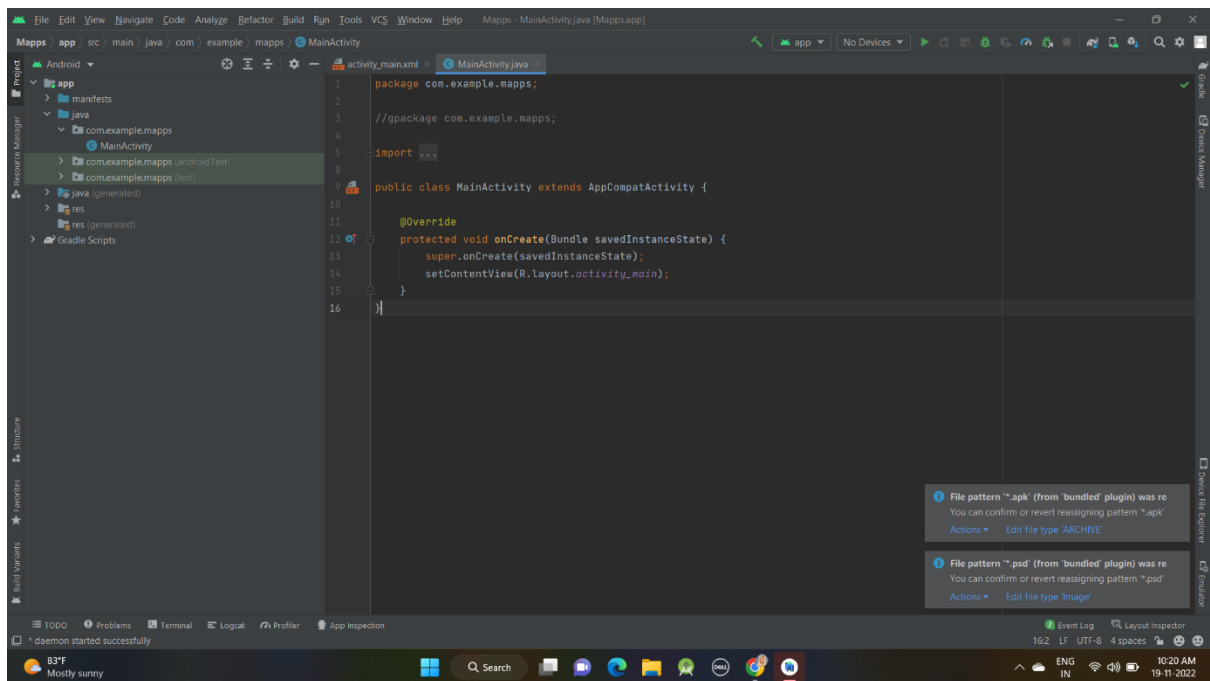 File Edit View Navigate Code Analyze Refactor Build Run Tools VCS Window Help Mapps - MainActivity.java [Mapps.app]
Mapps app src main java com example mapps MainActivity
app No Devices
Android
activity_main.xml MainActivity.java
Project
Resource Manager
Structure
Favorites
Build Variants
app
manifests
java
com.example.mapps
MainActivity
com.example.mapps (androidTest)
com.example.mapps (test)
java (generated)
res
res (generated)
Gradle Scripts
1 package com.example.mapps;
2
3 //gpackage com.example.mapps;
4
5 import ...
8
9 public class MainActivity extends AppCompatActivity {
10
11 @Override
12 protected void onCreate(Bundle savedInstanceState) {
13 super.onCreate(savedInstanceState);
14 setContentView(R.layout.activity_main);
15 }
16 }
Gradle
Device Manager
Device File Explorer
Emulator
File pattern '*.apk' (from 'bundled' plugin) was re
You can confirm or revert reassigning pattern '*.apk'
Actions Edit file type 'ARCHIVE'
File pattern '*.psd' (from 'bundled' plugin) was re
You can confirm or revert reassigning pattern '*.psd'
Actions Edit file type 'Image'
TODO Problems Terminal Logcat Profiler App Inspection Event Log Layout Inspector
* daemon started successfully 16:2 LF UTF-8 4 spaces
83°F
Mostly sunny
Search
DELL
ENG
IN
10:20 AM
19-11-2022